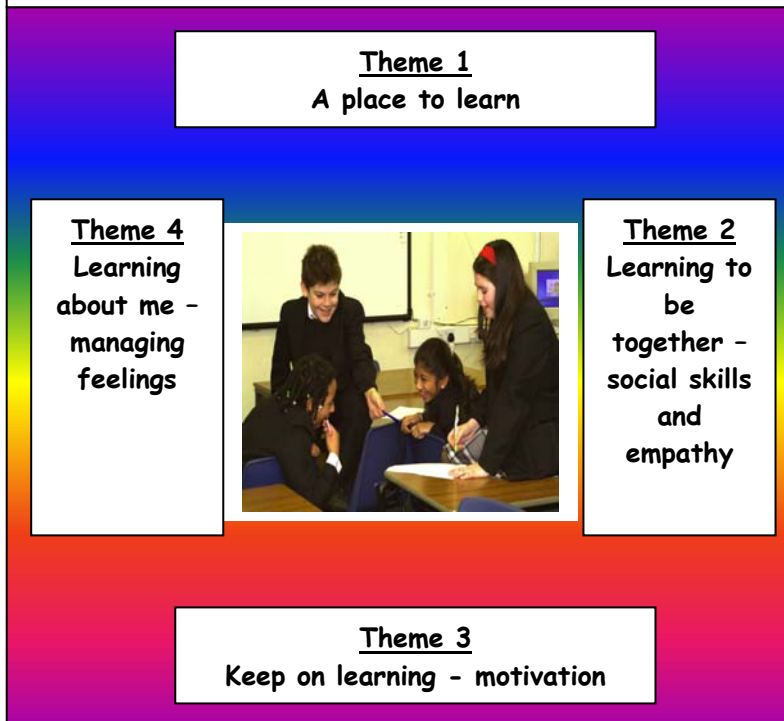 Theme 1
A place to learn
Theme 4
Learning
about me –
managing
feelings
Theme 2
Learning to
be
together –
social skills
and
empathy
Theme 3
Keep on learning - motivation